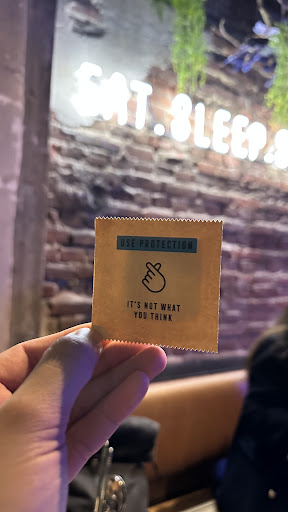 EAT. SLEEP.
USE PROTECTION
IT'S NOT WHAT
YOU THINK